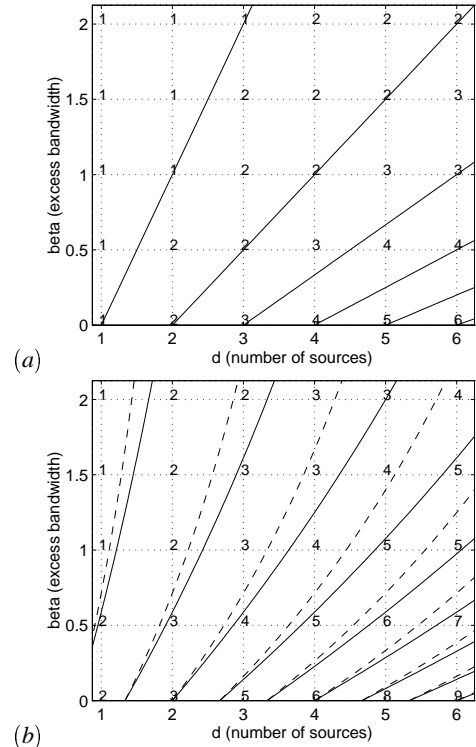 2 1 1 1 2 2 2
1.5 1 1 2 2 2 3
1 1 1 2 2 3 3
0.5 1 2 2 3 4 4
0 1 2 3 4 5 6
1 2 3 4 5 6
beta (excess bandwidth)
d (number of sources)
(a)
2 1 2 2 3 3 4
1.5 1 2 3 3 4 5
1 1 2 3 4 5 5
0.5 2 3 4 5 6 7
0 2 3 5 6 8 9
1 2 3 4 5 6
beta (excess bandwidth)
d (number of sources)
(b)